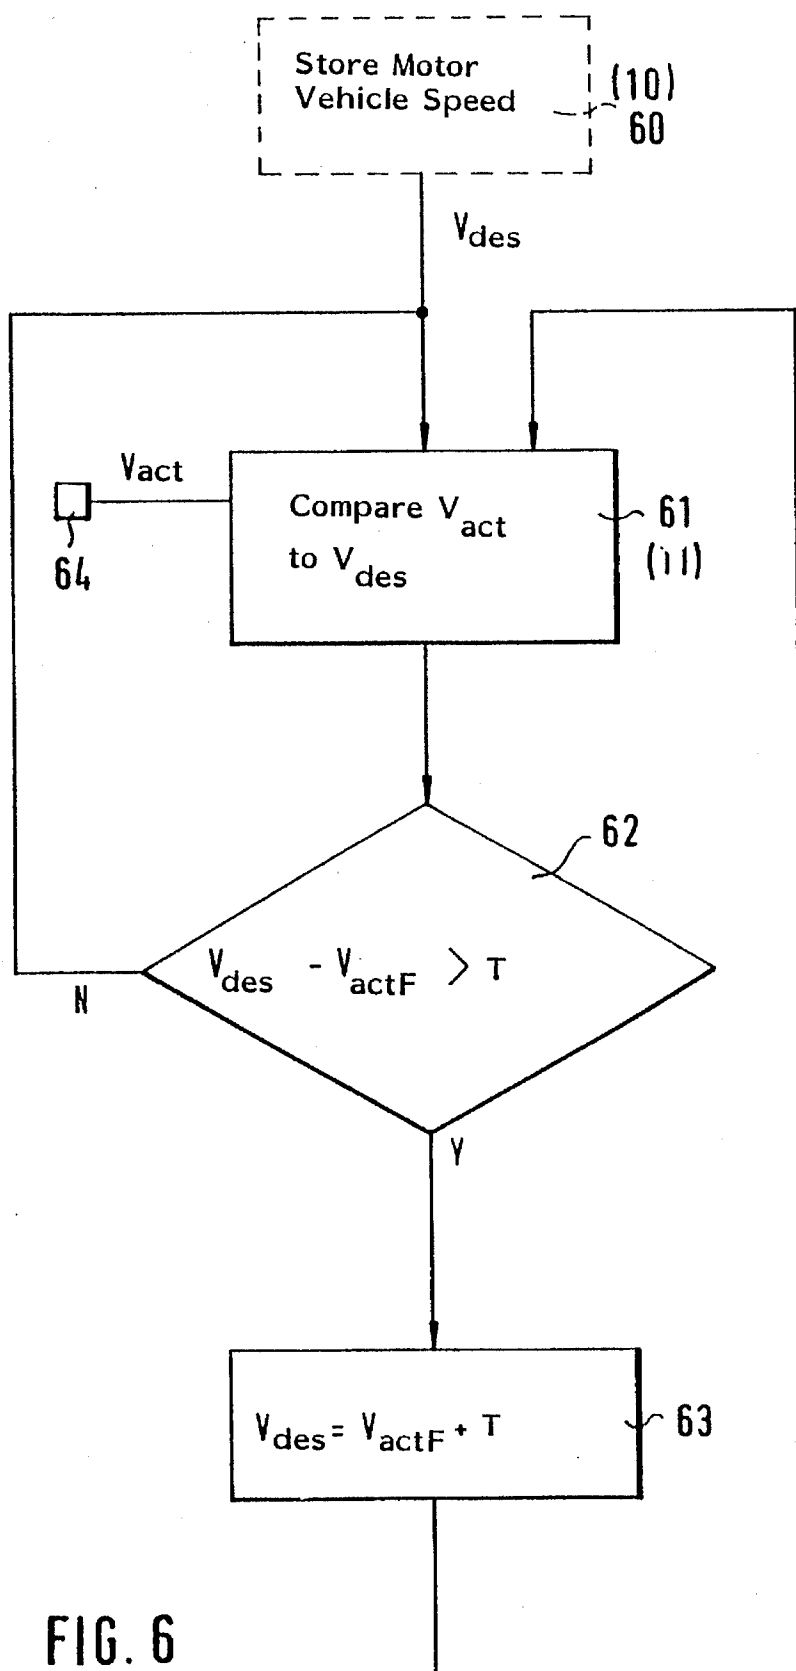 Store Motor
Vehicle Speed
(10)
60
Vdes
Vact
64
Compare Vact
to Vdes
61
(11)
62
Vdes - VactF > T
N
Y
Vdes = VactF + T
63
FIG. 6